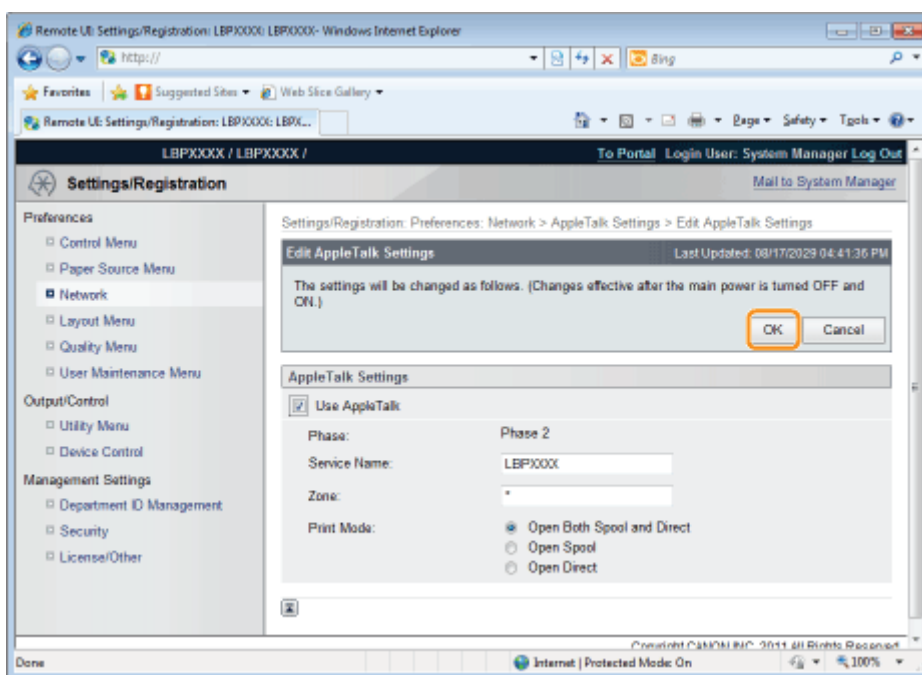 Remote UI: Settings/Registration: LBPXXXX: LBPXXXX- Windows Internet Explorer
http://
Bing
Favorites Suggested Sites Web Slice Gallery
Remote UI: Settings/Registration: LBPXXXX: LBPX... Page Safety Tools
LBPXXXX / LBPXXXX / To Portal Login User: System Manager Log Out
Settings/Registration Mail to System Manager
Preferences
Control Menu
Paper Source Menu
Network
Layout Menu
Quality Menu
User Maintenance Menu
Output/Control
Utility Menu
Device Control
Management Settings
Department ID Management
Security
License/Other
Settings/Registration: Preferences: Network > AppleTalk Settings > Edit AppleTalk Settings
Edit AppleTalk Settings Last Updated: 08/17/2029 04:41:36 PM
The settings will be changed as follows. (Changes effective after the main power is turned OFF and
ON.)
OK Cancel
AppleTalk Settings
Use AppleTalk
Phase: Phase 2
Service Name: LBPXXXX
Zone: *
Print Mode: Open Both Spool and Direct
Open Spool
Open Direct
Copyright CANON INC. 2011 All Rights Reserved
Done Internet | Protected Mode: On 100%